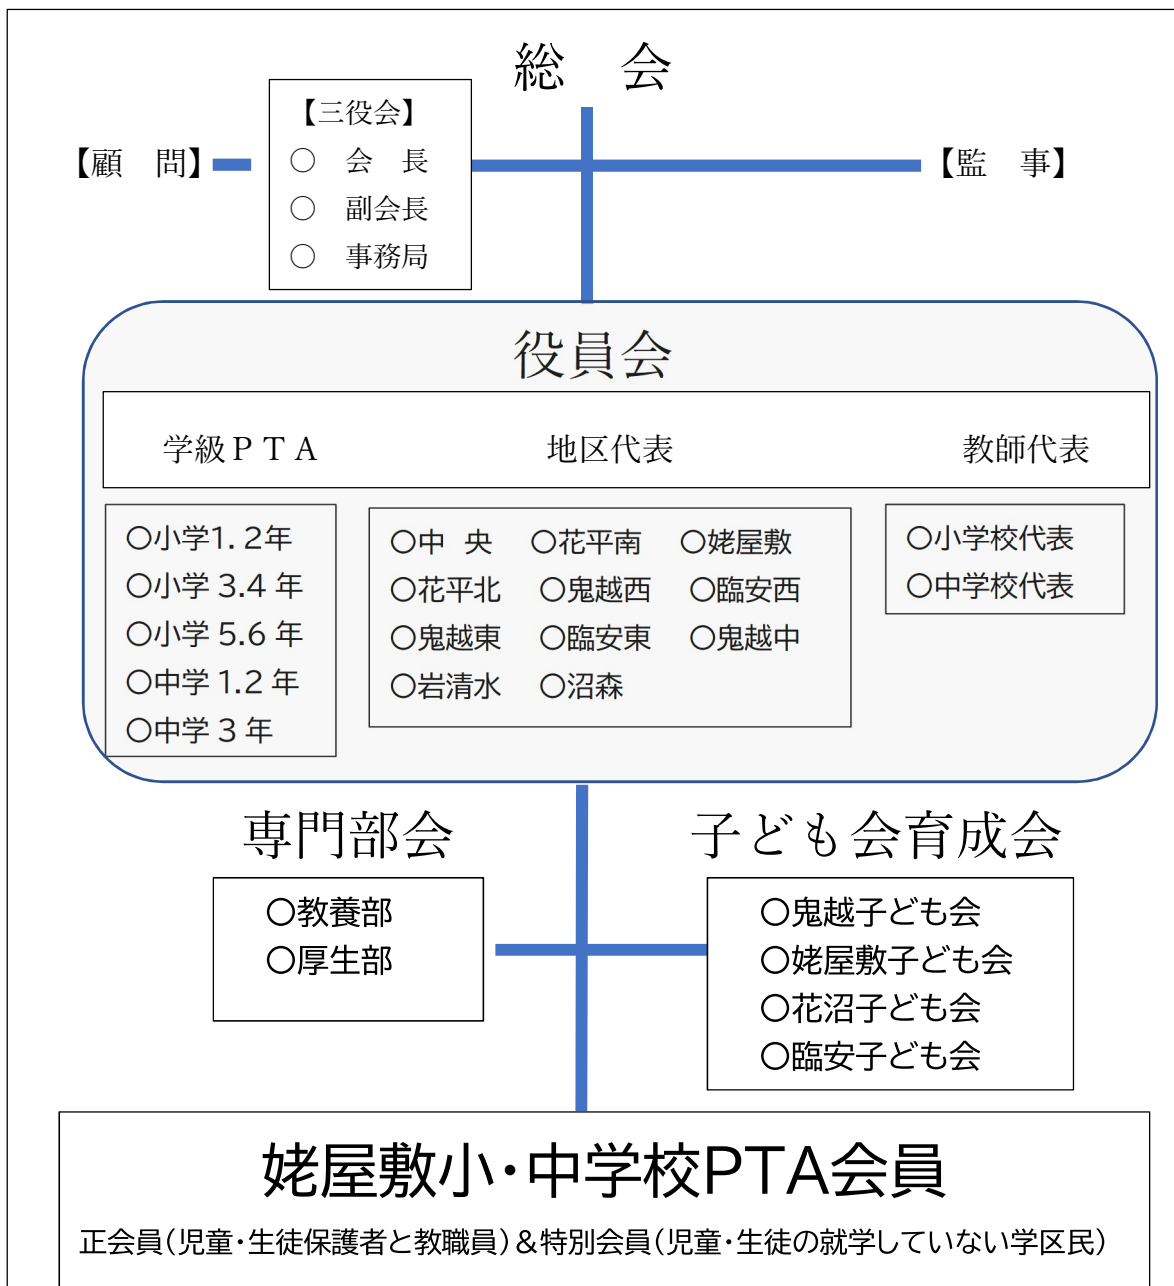 総　会
【三役会】
○　会　長
○　副会長
○　事務局
【顧　問】
【監　事】
役員会
学級ＰＴＡ
地区代表
教師代表
○小学1.2年
○小学 3.4 年
○小学 5.6 年
○中学 1.2 年
○中学 3 年
○中 央　○花平南　○姥屋敷
○花平北　○鬼越西　○臨安西
○鬼越東　○臨安東　○鬼越中
○岩清水　○沼森
○小学校代表
○中学校代表
専門部会
○教養部
○厚生部
子ども会育成会
○鬼越子ども会
○姥屋敷子ども会
○花沼子ども会
○臨安子ども会
姥屋敷小・中学校PTA会員
正会員(児童・生徒保護者と教職員)&特別会員(児童・生徒の就学していない学区民)